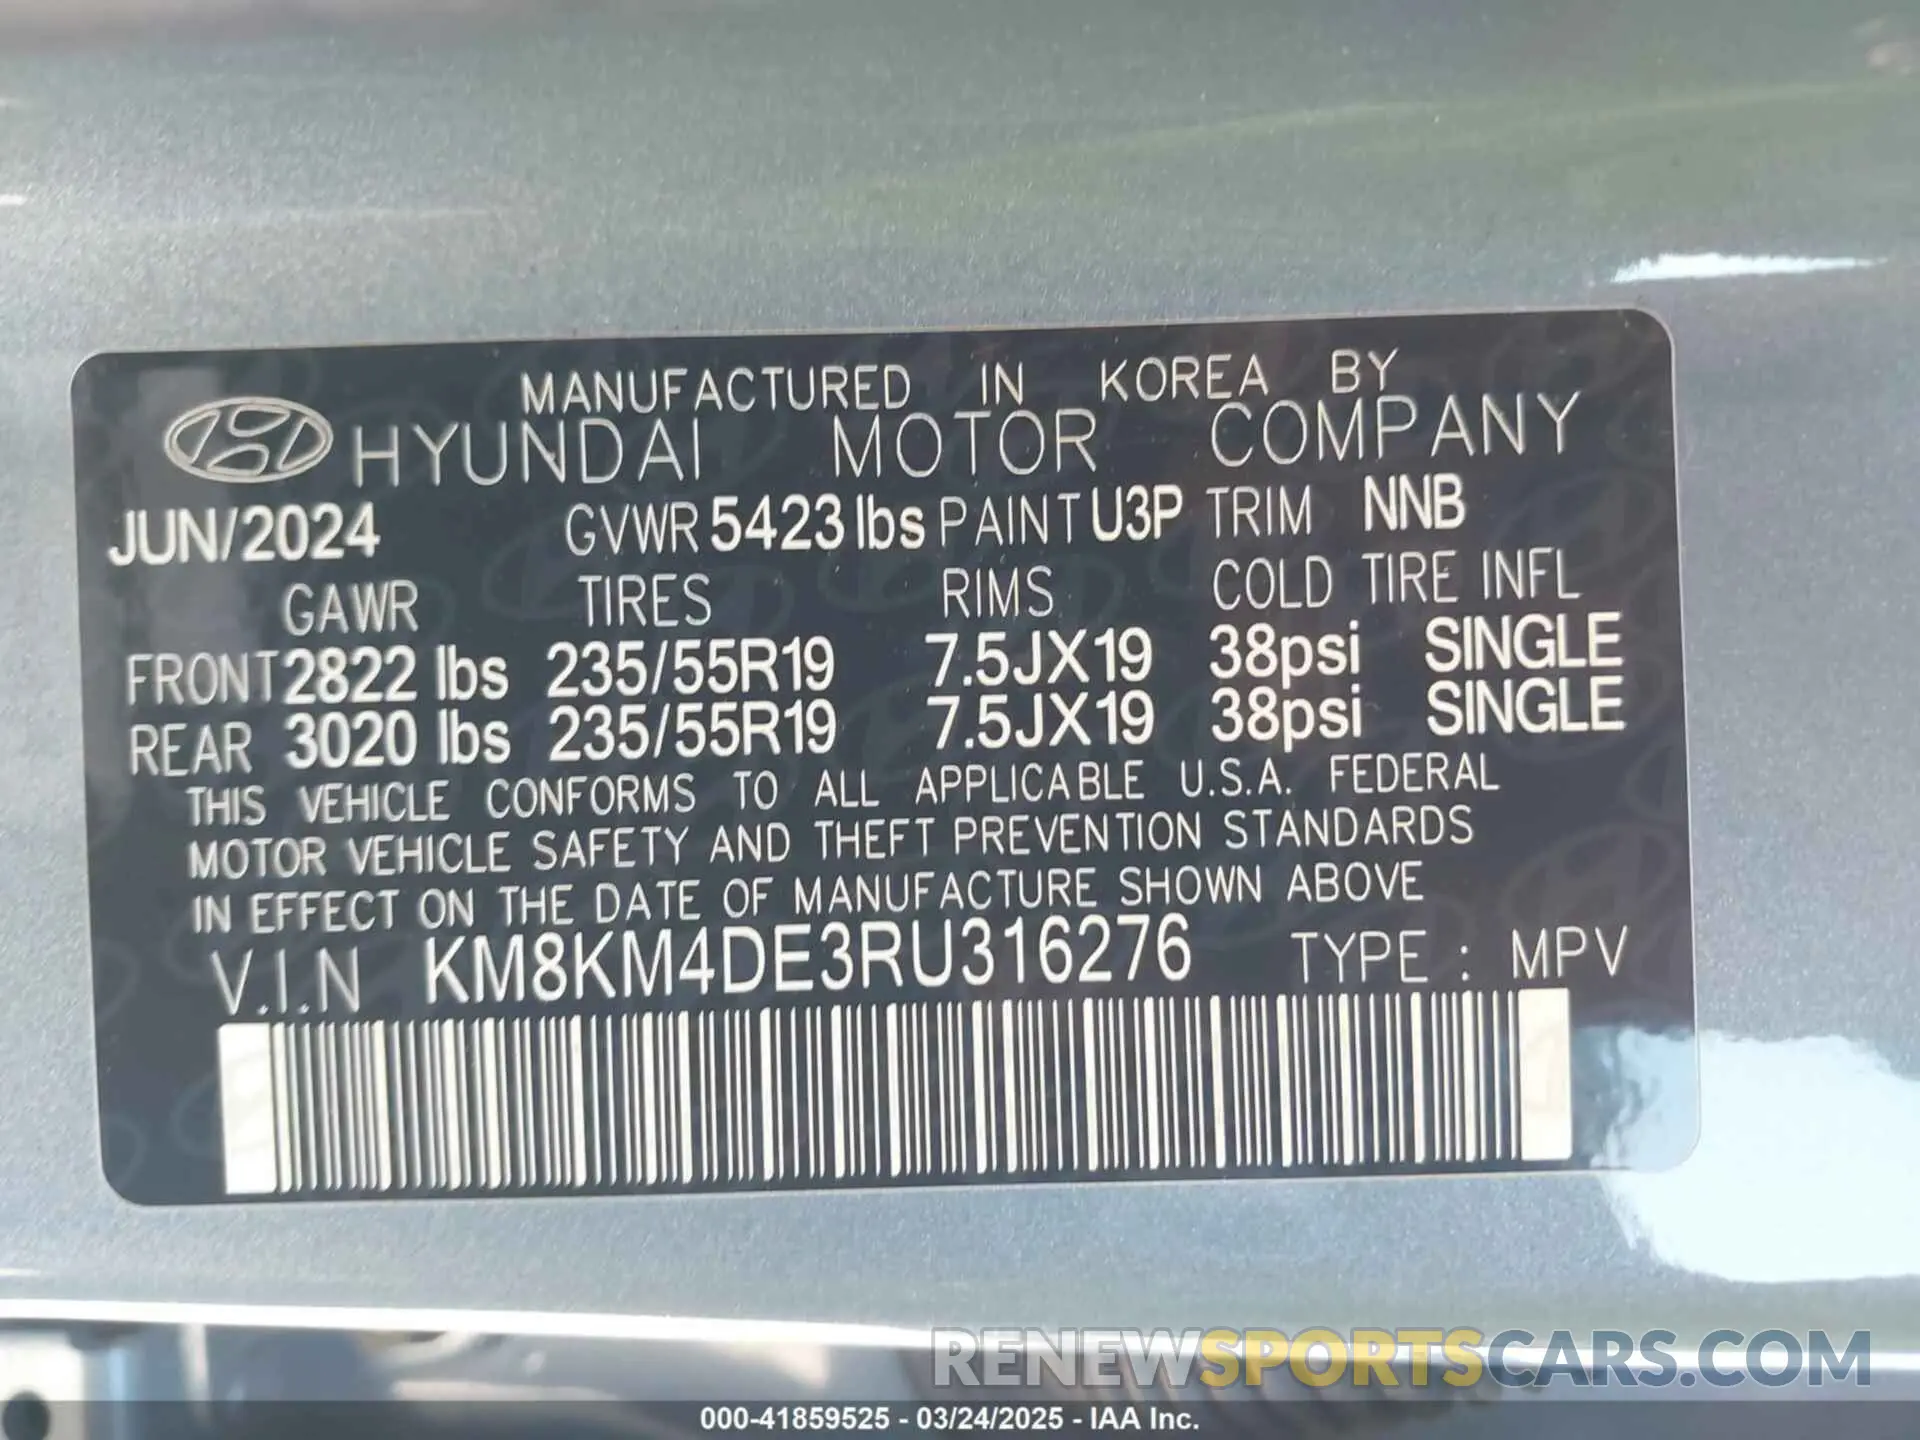 MANUFACTURED IN KOREA BY
HYUNDAI MOTOR COMPANY
JUN/2024 GVWR 5423 lbs PAINT U3P TRIM NNB
GAWR TIRES RIMS COLD TIRE INFL
FRONT 2822 lbs 235/55R19 7.5JX19 38psi SINGLE
REAR 3020 lbs 235/55R19 7.5JX19 38psi SINGLE
THIS VEHICLE CONFORMS TO ALL APPLICABLE U.S.A. FEDERAL
MOTOR VEHICLE SAFETY AND THEFT PREVENTION STANDARDS
IN EFFECT ON THE DATE OF MANUFACTURE SHOWN ABOVE
V.I.N KM8KM4DE3RU316276 TYPE : MPV
RENEWSPORTSCARS.COM
000-41859525 - 03/24/2025 - IAA Inc.